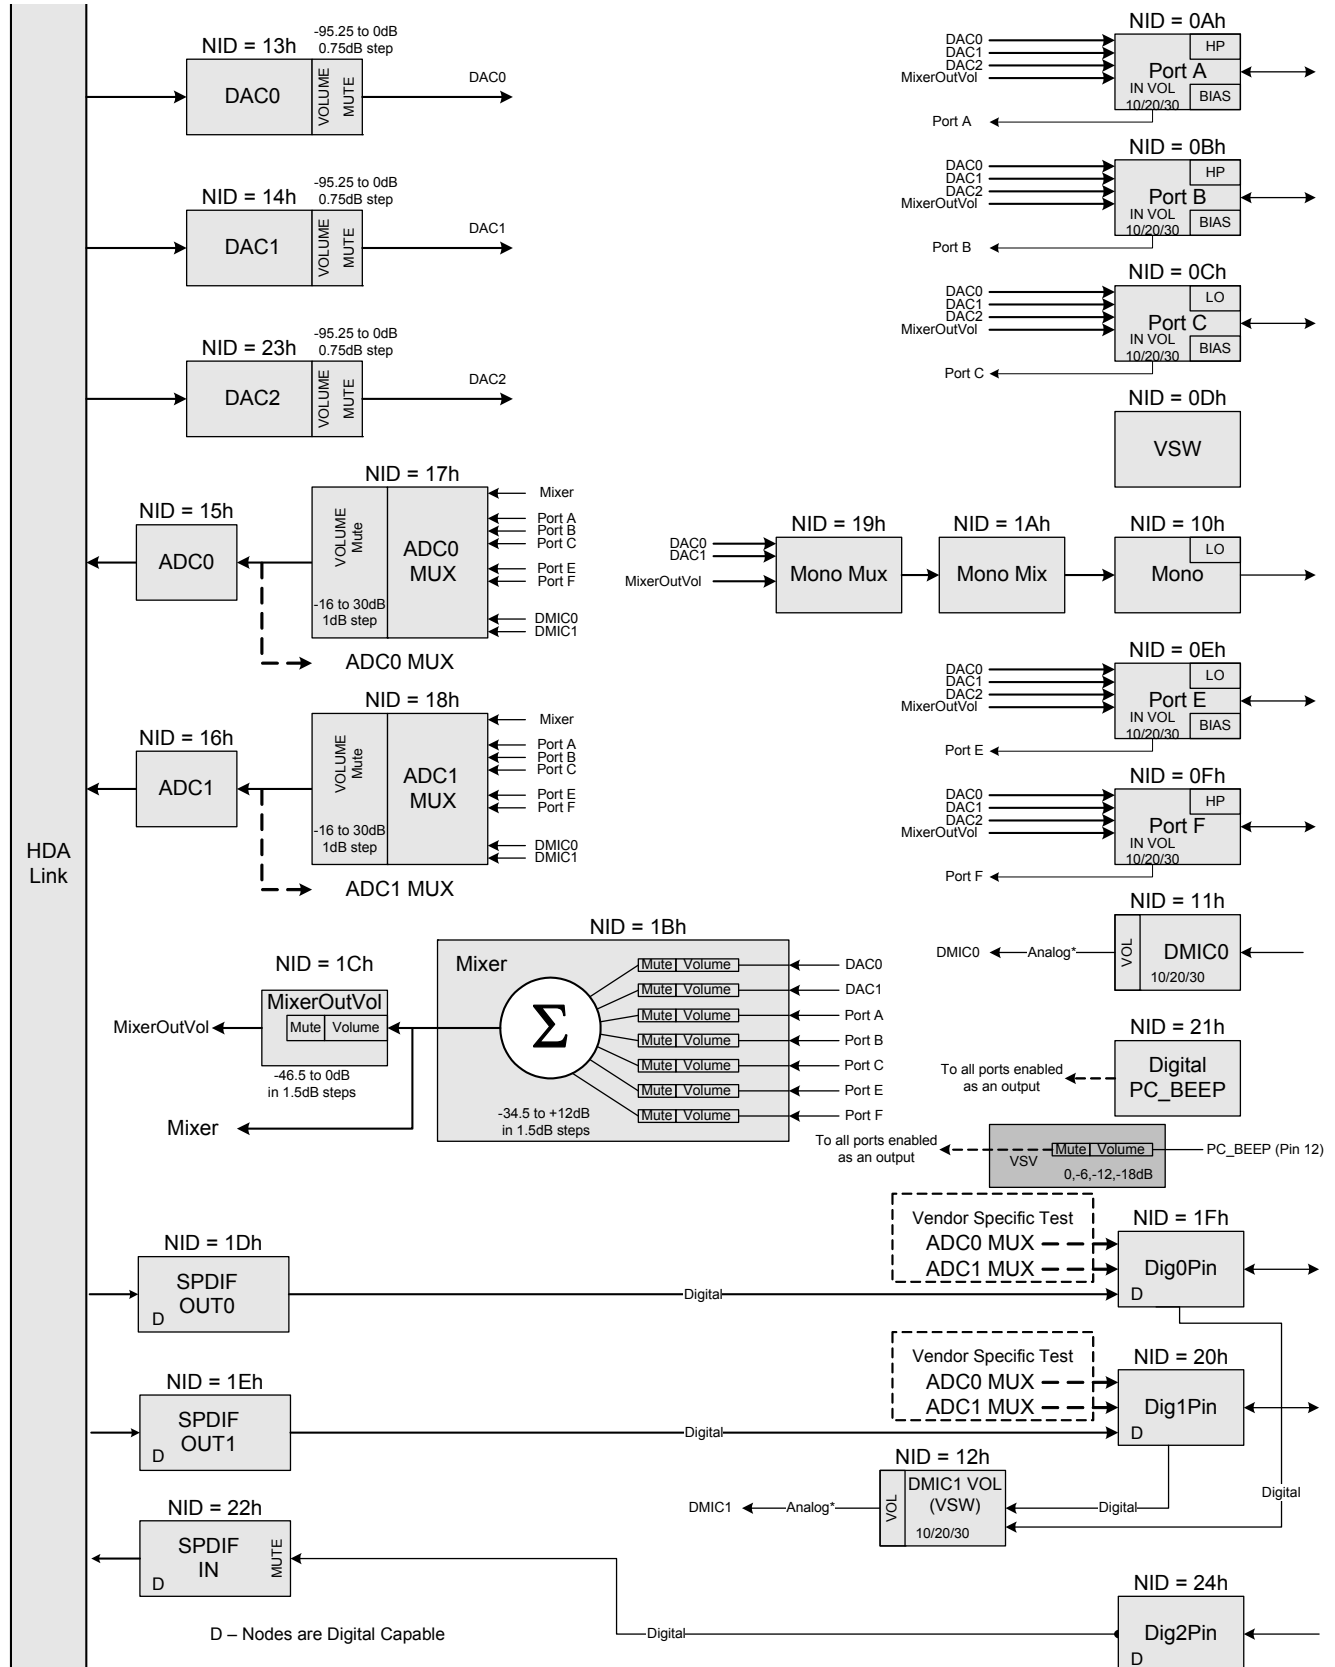 HDA
Link
NID = 13h
-95.25 to 0dB
0.75dB step
DAC0
VOLUME
MUTE
DAC0
NID = 14h
-95.25 to 0dB
0.75dB step
DAC1
VOLUME
MUTE
DAC1
NID = 23h
-95.25 to 0dB
0.75dB step
DAC2
VOLUME
MUTE
DAC2
NID = 17h
NID = 15h
ADC0
VOLUME
Mute
-16 to 30dB
1dB step
ADC0
MUX
Mixer
Port A
Port B
Port C
Port E
Port F
DMIC0
DMIC1
ADC0 MUX
NID = 18h
NID = 16h
ADC1
VOLUME
Mute
-16 to 30dB
1dB step
ADC1
MUX
Mixer
Port A
Port B
Port C
Port E
Port F
DMIC0
DMIC1
ADC1 MUX
NID = 0Ah
DAC0
DAC1
DAC2
MixerOutVol
HP
Port A
IN VOL
10/20/30
BIAS
Port A
NID = 0Bh
DAC0
DAC1
DAC2
MixerOutVol
HP
Port B
IN VOL
10/20/30
BIAS
Port B
NID = 0Ch
DAC0
DAC1
DAC2
MixerOutVol
LO
Port C
IN VOL
10/20/30
BIAS
Port C
NID = 0Dh
VSW
NID = 19h
DAC0
DAC1
MixerOutVol
Mono Mux
NID = 1Ah
Mono Mix
NID = 10h
LO
Mono
NID = 0Eh
DAC0
DAC1
DAC2
MixerOutVol
LO
Port E
IN VOL
10/20/30
BIAS
Port E
NID = 0Fh
DAC0
DAC1
DAC2
MixerOutVol
HP
Port F
IN VOL
10/20/30
Port F
NID = 11h
DMIC0
Analog*
VOL
DMIC0
10/20/30
NID = 1Bh
Mixer
Σ
Mute Volume
DAC0
Mute Volume
DAC1
Mute Volume
Port A
Mute Volume
Port B
Mute Volume
Port C
Mute Volume
Port E
Mute Volume
Port F
-34.5 to +12dB
in 1.5dB steps
NID = 1Ch
MixerOutVol
Mute Volume
MixerOutVol
-46.5 to 0dB
in 1.5dB steps
Mixer
NID = 21h
Digital
PC_BEEP
To all ports enabled
as an output
To all ports enabled
as an output
VSV
Mute Volume
0,-6,-12,-18dB
PC_BEEP (Pin 12)
NID = 1Dh
SPDIF
OUT0
D
Digital
Vendor Specific Test
ADC0 MUX
ADC1 MUX
NID = 1Fh
Dig0Pin
D
NID = 1Eh
SPDIF
OUT1
D
Digital
Vendor Specific Test
ADC0 MUX
ADC1 MUX
NID = 20h
Dig1Pin
D
NID = 12h
DMIC1
Analog*
VOL
DMIC1 VOL
(VSW)
10/20/30
Digital
Digital
NID = 22h
SPDIF
IN
MUTE
D
Digital
NID = 24h
Dig2Pin
D
D – Nodes are Digital Capable